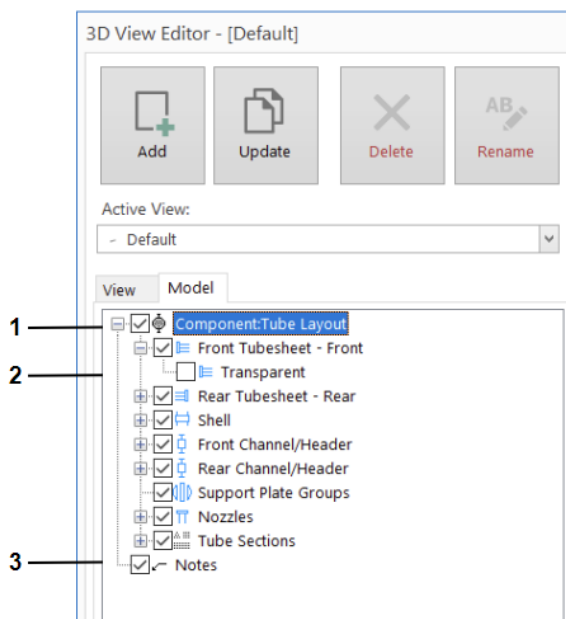 3D View Editor - [Default]
AB
Add
Update
Delete
Rename
Active View:
Default
View
Model
1
Component:Tube Layout
Front Tubesheet - Front
2
Transparent
Rear Tubesheet - Rear
Shell
Front Channel/Header
Rear Channel/Header
Support Plate Groups
Nozzles
Tube Sections
3
Notes